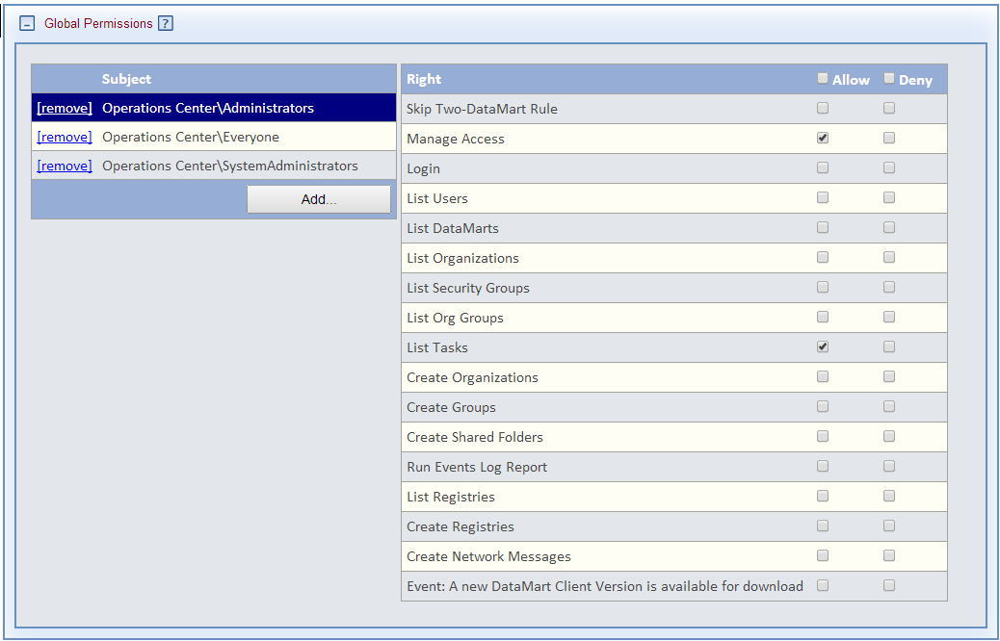 Global Permissions [?]
Subject
[remove] Operations Center\Administrators
[remove] Operations Center\Everyone
[remove] Operations Center\SystemAdministrators
Add...
Right Allow Deny
Skip Two-DataMart Rule
Manage Access
Login
List Users
List DataMarts
List Organizations
List Security Groups
List Org Groups
List Tasks
Create Organizations
Create Groups
Create Shared Folders
Run Events Log Report
List Registries
Create Registries
Create Network Messages
Event: A new DataMart Client Version is available for download